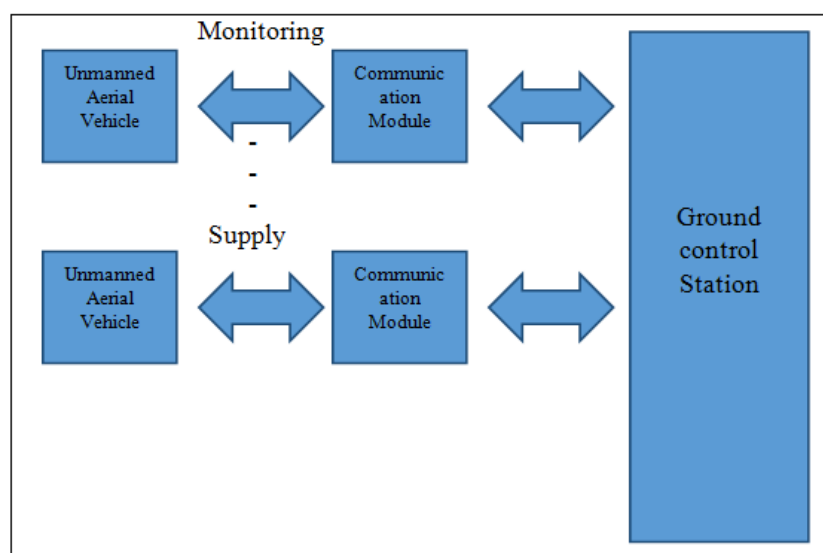 Monitoring
Unmanned
Aerial
Vehicle
Communic
ation
Module
-
-
-
Supply
Unmanned
Aerial
Vehicle
Communic
ation
Module
Ground
control
Station